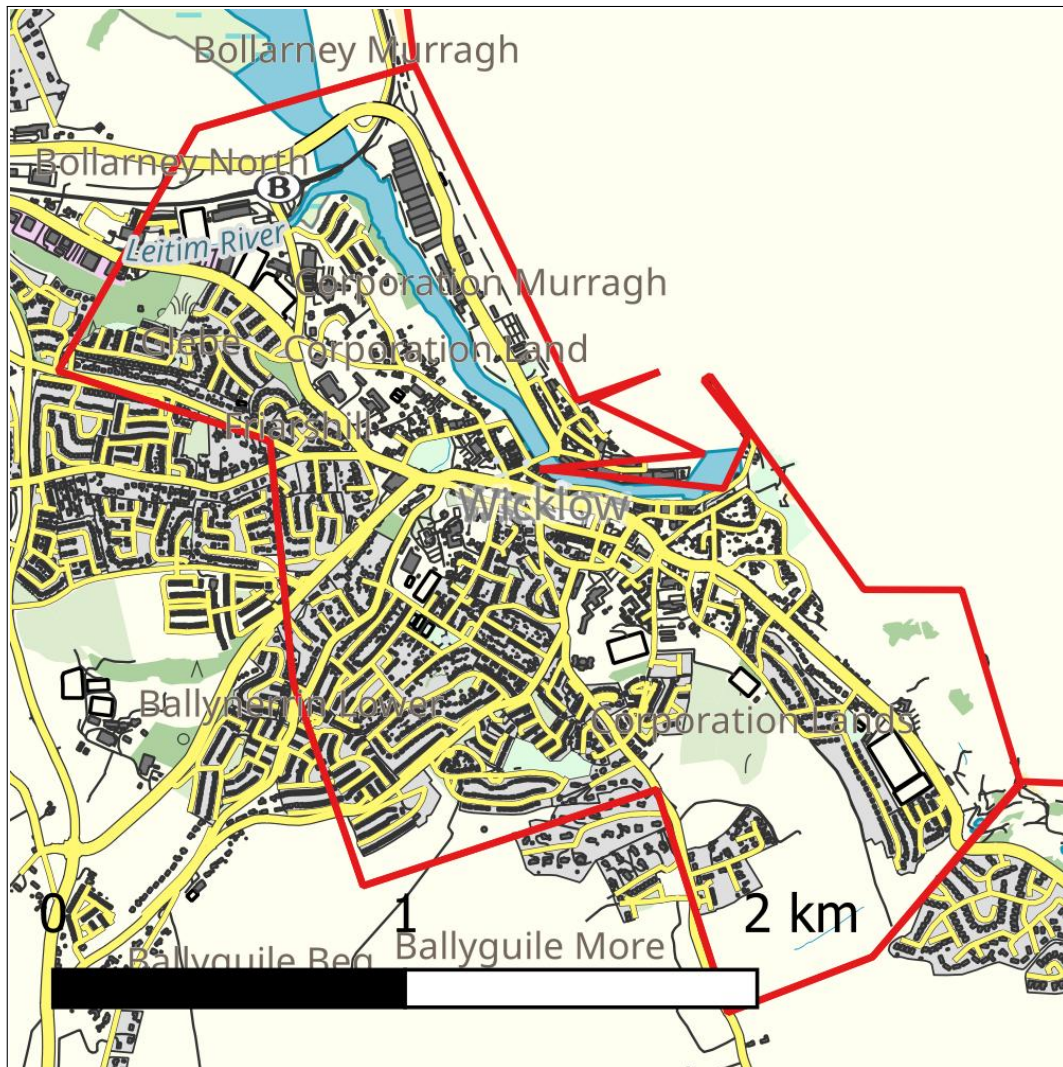 Bollarney Murragh
Bollarney North
B
Leitim River
Corporation Murragh
Glebe
Corporation Land
Friarshill
Wicklow
Ballynerrin Lower
Corporation Lands
0 1 2 km
Ballyguile More
Ballyguile Beg